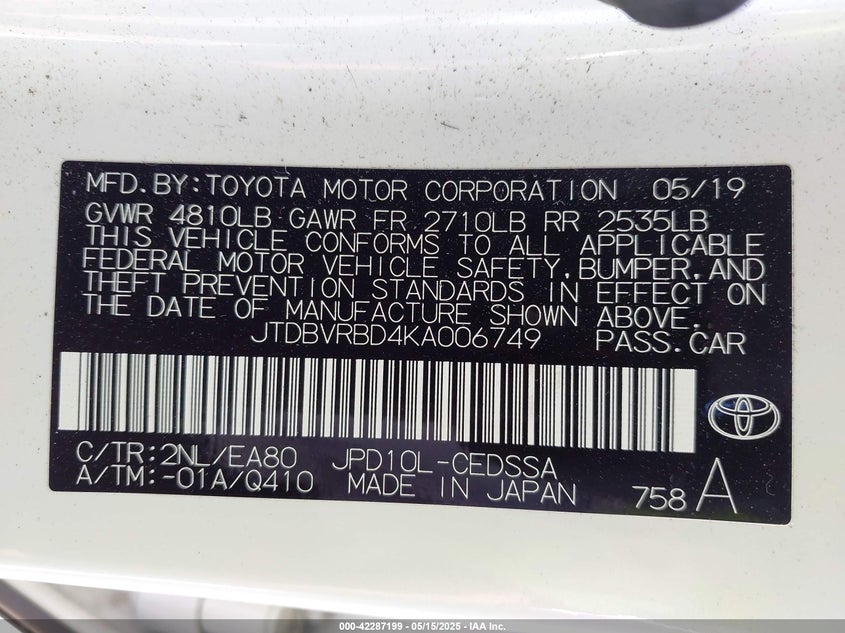 MFD.BY:TOYOTA MOTOR CORPORATION 05/19
GVWR 4810LB GAWR FR 2710LB RR 2535LB
THIS VEHICLE CONFORMS TO ALL APPLICABLE
FEDERAL MOTOR VEHICLE SAFETY,BUMPER,AND
THEFT PREVENTION STANDARDS IN EFFECT ON
THE DATE OF MANUFACTURE SHOWN ABOVE.
JTDBVRBD4KA006749 PASS.CAR
C/TR:2NL/EA80 JPD10L-CEDSSA
A/TM:-01A/Q410 MADE IN JAPAN 758 A
000-42287199 - 05/15/2025 - IAA Inc.